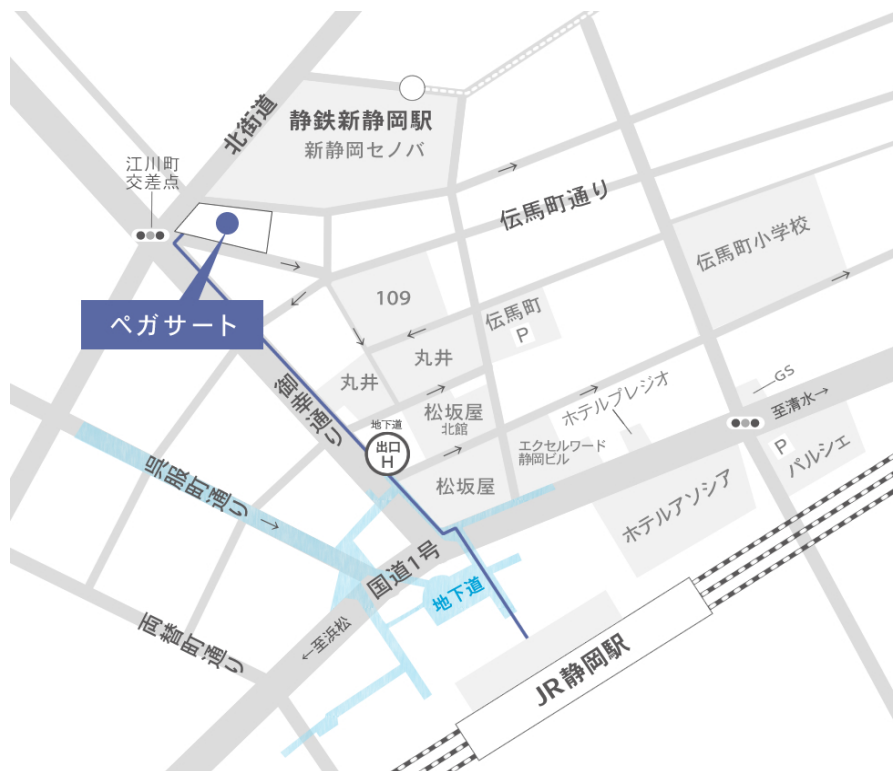 北街道
静鉄新静岡駅
新静岡セノバ
江川町
交差点
伝馬町通り
伝馬町小学校
ペガサート
109
伝馬町
P
丸井
丸井
御幸通り
松坂屋
北館
ホテルプレジオ
GS
至清水→
地下道
出口
H
エクセルワード
静岡ビル
P
パルシェ
松坂屋
ホテルアソシア
呉服町通り
国道1号
地下道
←至浜松
両替町通り
JR静岡駅